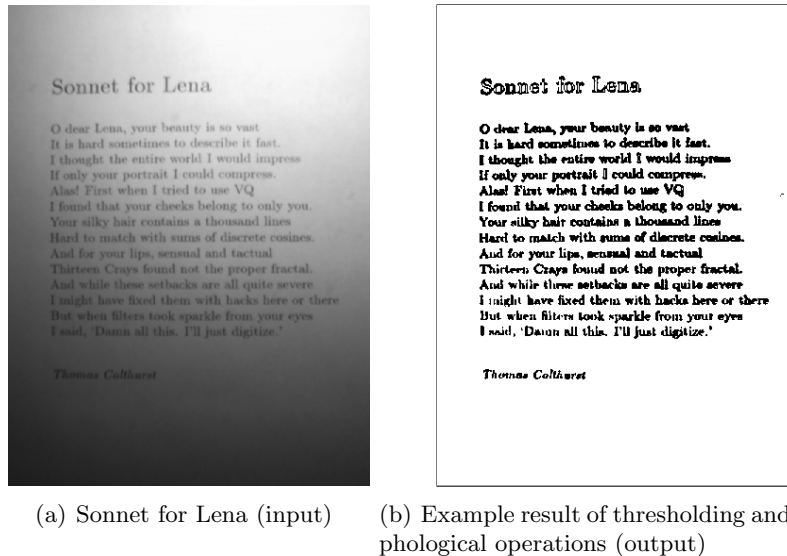 Sonnet for Lena
O dear Lena, your beauty is so vast
It is hard sometimes to describe it fast.
I thought the entire world I would impress
If only your portrait I could compress.
Alas! First when I tried to use VQ
I found that your cheeks belong to only you.
Your silky hair contains a thousand lines
Hard to match with sums of discrete cosines.
And for your lips, sensual and tactual
Thirteen Crays found not the proper fractal.
And while these setbacks are all quite severe
I might have fixed them with hacks here or there
But when filters took sparkle from your eyes
I said, 'Damn all this. I'll just digitize.'
Thomas Colthurst
(a) Sonnet for Lena (input)
Sonnet for Lena
O dear Lena, your beauty is so vast
It is hard sometimes to describe it fast.
I thought the entire world I would impress
If only your portrait I could compress.
Alas! First when I tried to use VQ
I found that your cheeks belong to only you.
Your silky hair contains a thousand lines
Hard to match with sums of discrete cosines.
And for your lips, sensual and tactual
Thirteen Crays found not the proper fractal.
And while these setbacks are all quite severe
I might have fixed them with hacks here or there
But when filters took sparkle from your eyes
I said, 'Damn all this. I'll just digitize.'
Thomas Colthurst
(b) Example result of thresholding and
phological operations (output)